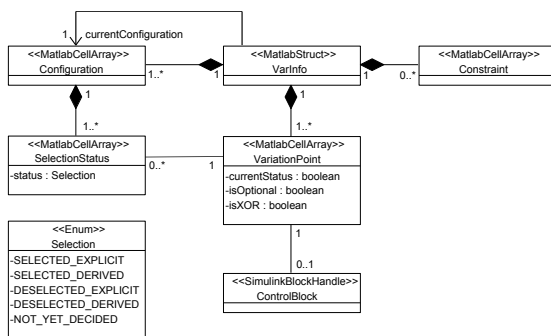 1 currentConfiguration
<<MatlabCellArray>>
Configuration
1..*
1
<<MatlabStruct>>
VarInfo
1
0..*
<<MatlabCellArray>>
Constraint
1
1..*
1
1..*
<<MatlabCellArray>>
SelectionStatus
-status : Selection
0..*
1
<<MatlabCellArray>>
VariationPoint
-currentStatus : boolean
-isOptional : boolean
-isXOR : boolean
1
0..1
<<Enum>>
Selection
-SELECTED_EXPLICIT
-SELECTED_DERIVED
-DESELECTED_EXPLICIT
-DESELECTED_DERIVED
-NOT_YET_DECIDED
<<SimulinkBlockHandle>>
ControlBlock